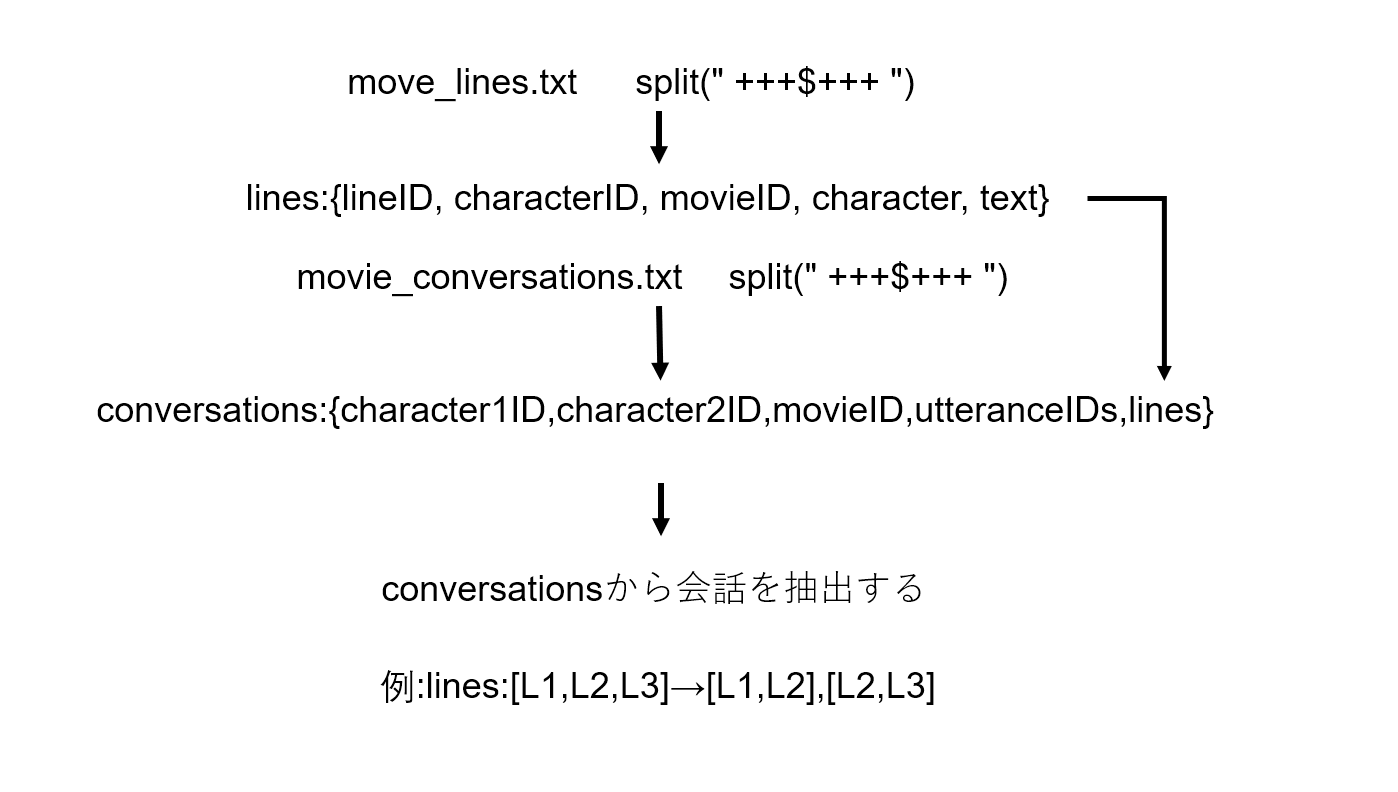 move_lines.txt split(" +++$+++ ")
lines:{lineID, characterID, movieID, character, text}
movie_conversations.txt split(" +++$+++ ")
conversations:{character1ID,character2ID,movieID,utteranceIDs,lines}
conversationsから会話を抽出する
例:lines:[L1,L2,L3]→[L1,L2],[L2,L3]